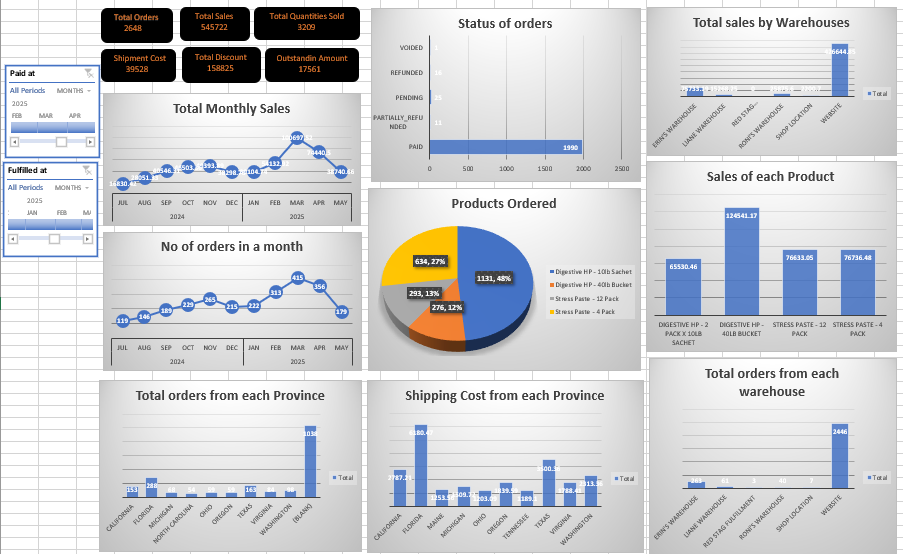 Total Orders
2648
Total Sales
545722
Total Quantities Sold
3209
Shipment Cost
39528
Total Discount
158825
Outstandin Amount
17561
Paid at
All Periods
MONTHS
2025
FEB MAR APR
Fulfilled at
All Periods
MONTHS
2025
JAN FEB
Total Monthly Sales
JUL AUG SEP OCT NOV DEC JAN FEB MAR APR MAY
2024 2025
No of orders in a month
119 146 189 229 265 215 222 313 415 356 179
JUL AUG SEP OCT NOV DEC JAN FEB MAR APR MAY
2024 2025
Status of orders
VOIDED
REFUNDED
PENDING
PARTIALLY_REFU
NDED
11
PAID
1990
0 500 1000 1500 2000 2500
Products Ordered
634, 27%
1131, 48%
293, 13%
276, 12%
Digestive HP - 10lb Sachet
Digestive HP - 40lb Bucket
Stress Paste - 12 Pack
Stress Paste - 4 Pack
Total sales by Warehouses
Total
ERIN'S WAREHOUSE
LIANE WAREHOUSE
RED STAG...
RONI'S WAREHOUSE
SHOP LOCATION
WEBSITE
Sales of each Product
65530.46
124541.17
76633.05
76736.48
DIGESTIVE HP - 2
PACK X 10LB
SACHET
DIGESTIVE HP -
40LB BUCKET
STRESS PASTE - 12
PACK
STRESS PASTE - 4
PACK
Total orders from each Province
153
288
163
1038
Total
CALIFORNIA
FLORIDA
MICHIGAN
NORTH CAROLINA
OHIO
OREGON
TEXAS
VIRGINIA
WASHINGTON
(BLANK)
Shipping Cost from each Province
Total
CALIFORNIA
FLORIDA
MAINE
MICHIGAN
OHIO
OREGON
TENNESSEE
TEXAS
VIRGINIA
WASHINGTON
Total orders from each
warehouse
2446
Total
ERIN'S WAREHOUSE
LIANE WAREHOUSE
RED STAG FULFILLMENT
RONI'S WAREHOUSE
SHOP LOCATION
WEBSITE